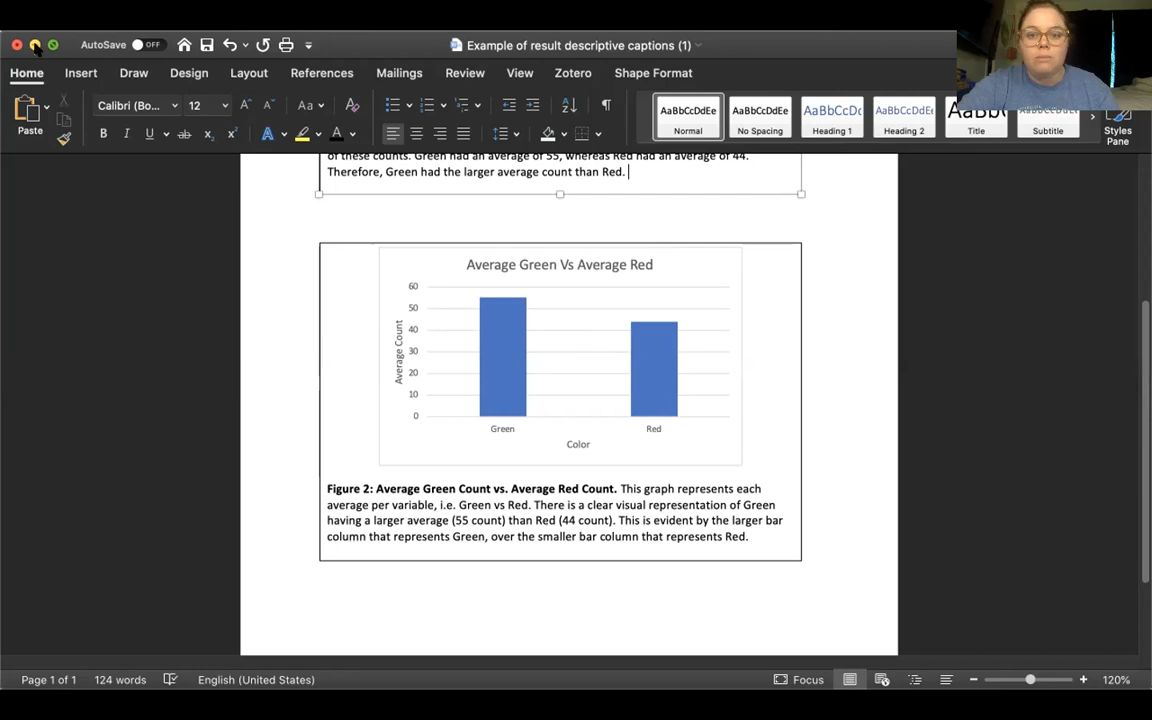 AutoSave OFF
Example of result descriptive captions (1)
Home Insert Draw Design Layout References Mailings Review View Zotero Shape Format
Paste
Calibri (Bo... 12
Aa
B I U x₂ x²
A A
AaBbCcDdEe
Normal
AaBbCcDdEe
No Spacing
AaBbCcDc
Heading 1
AaBbCcDdEe
Heading 2
Title
AaBbCcDdEe
Subtitle
Styles
Pane
of these counts. Green had an average of 55, whereas Red had an average of 44.
Therefore, Green had the larger average count than Red.
Average Green Vs Average Red
60
50
40
30
20
10
0
Average Count
Green Red
Color
Figure 2: Average Green Count vs. Average Red Count. This graph represents each
average per variable, i.e. Green vs Red. There is a clear visual representation of Green
having a larger average (55 count) than Red (44 count). This is evident by the larger bar
column that represents Green, over the smaller bar column that represents Red.
Page 1 of 1 124 words English (United States) Focus 120%